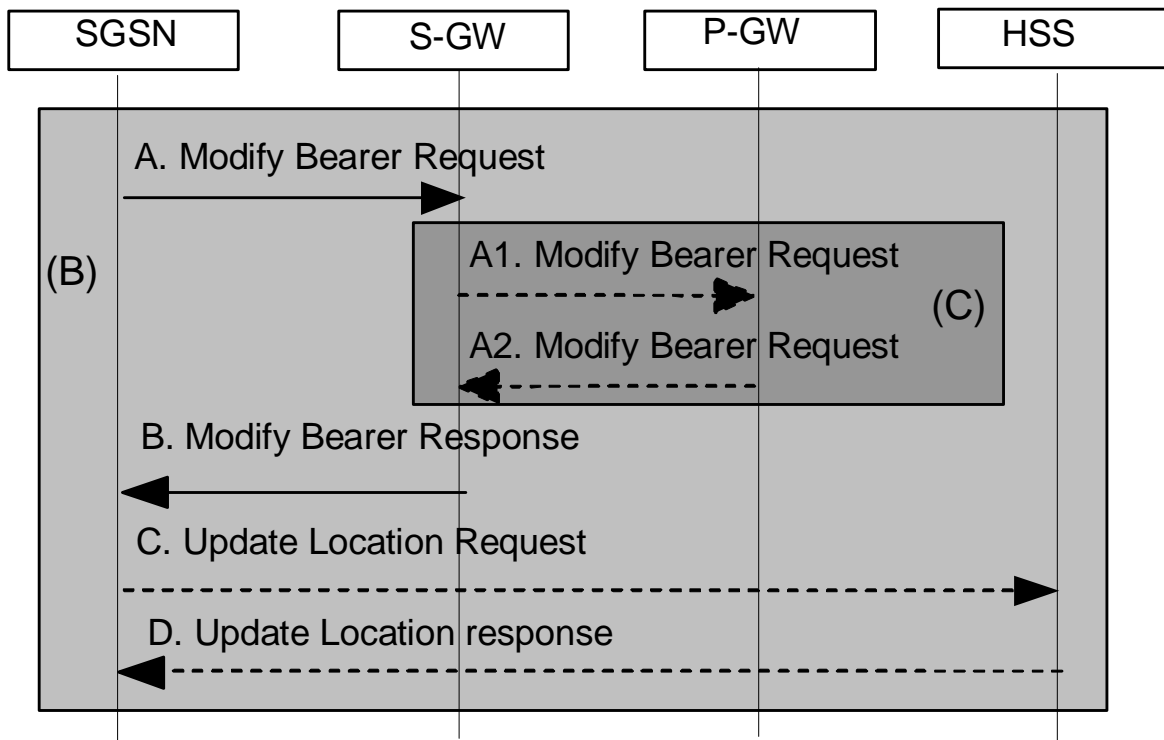 SGSN
S-GW
P-GW
HSS
A. Modify Bearer Request
(B)
A1. Modify Bearer Request
(C)
A2. Modify Bearer Request
B. Modify Bearer Response
C. Update Location Request
D. Update Location response